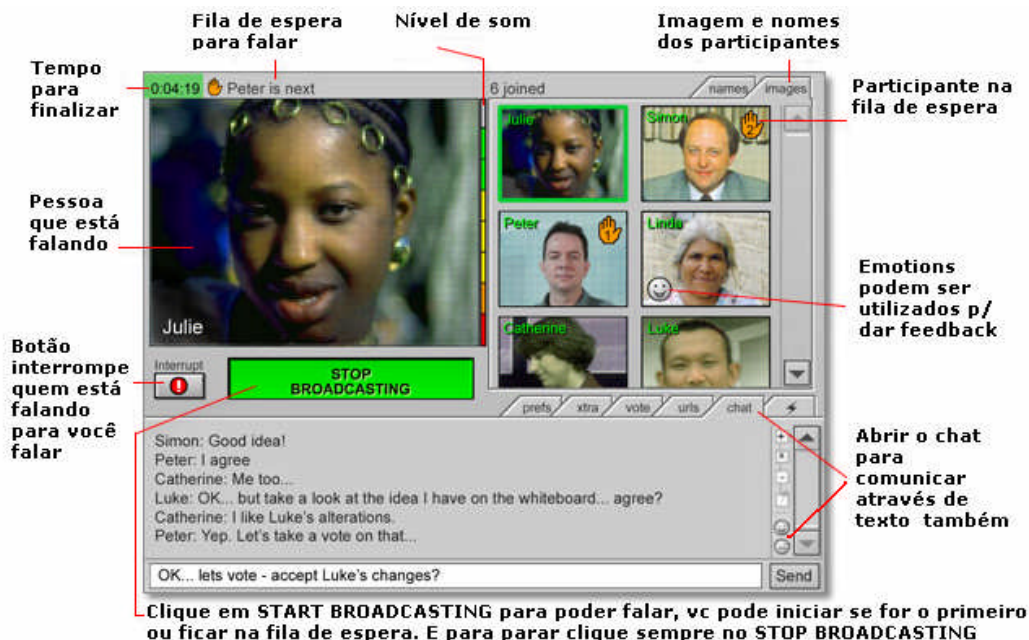 Fila de espera
para falar
Nível de som
Imagem e nomes
dos participantes
Tempo
para
finalizar
0:04:19 Peter is next
6 joined
names images
Participante na
fila de espera
Julie
Simon
2
Pessoa
que está
falando
Peter
1
Linda
Emotions
podem ser
utilizados p/
dar feedback
Julie
Catherine
Luke
Botão
interrompe
quem está
falando
para você
falar
Interrupt
STOP
BROADCASTING
prefs xtra vote urls chat
Abrir o chat
para
comunicar
através de
texto também
Simon: Good idea!
Peter: I agree
Catherine: Me too...
Luke: OK... but take a look at the idea I have on the whiteboard... agree?
Catherine: I like Luke's alterations.
Peter: Yep. Let's take a vote on that...
OK... lets vote - accept Luke's changes?
Send
Clique em START BROADCASTING para poder falar, vc pode iniciar se for o primeiro
ou ficar na fila de espera. E para parar clique sempre no STOP BROADCASTING